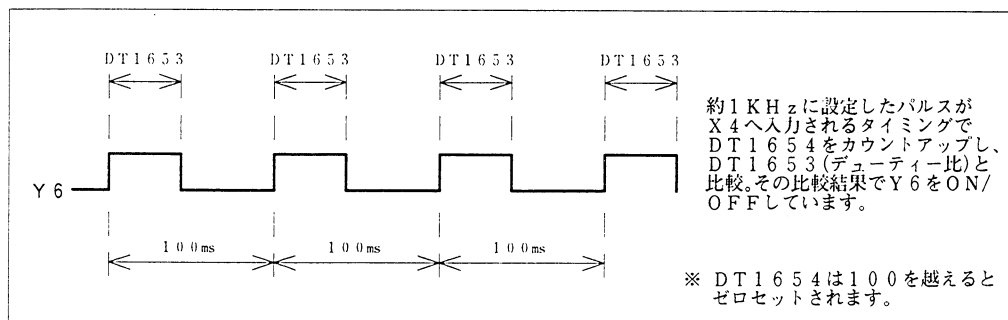 DT1653 DT1653 DT1653 DT1653
約1KHzに設定したパルスが
X4へ入力されるタイミングで
DT1654をカウントアップし、
DT1653(デューティー比)と
比較。その比較結果でY6をON/
OFFしています。
Y6
100ms 100ms 100ms
※ DT1654は100を越えると
ゼロセットされます。